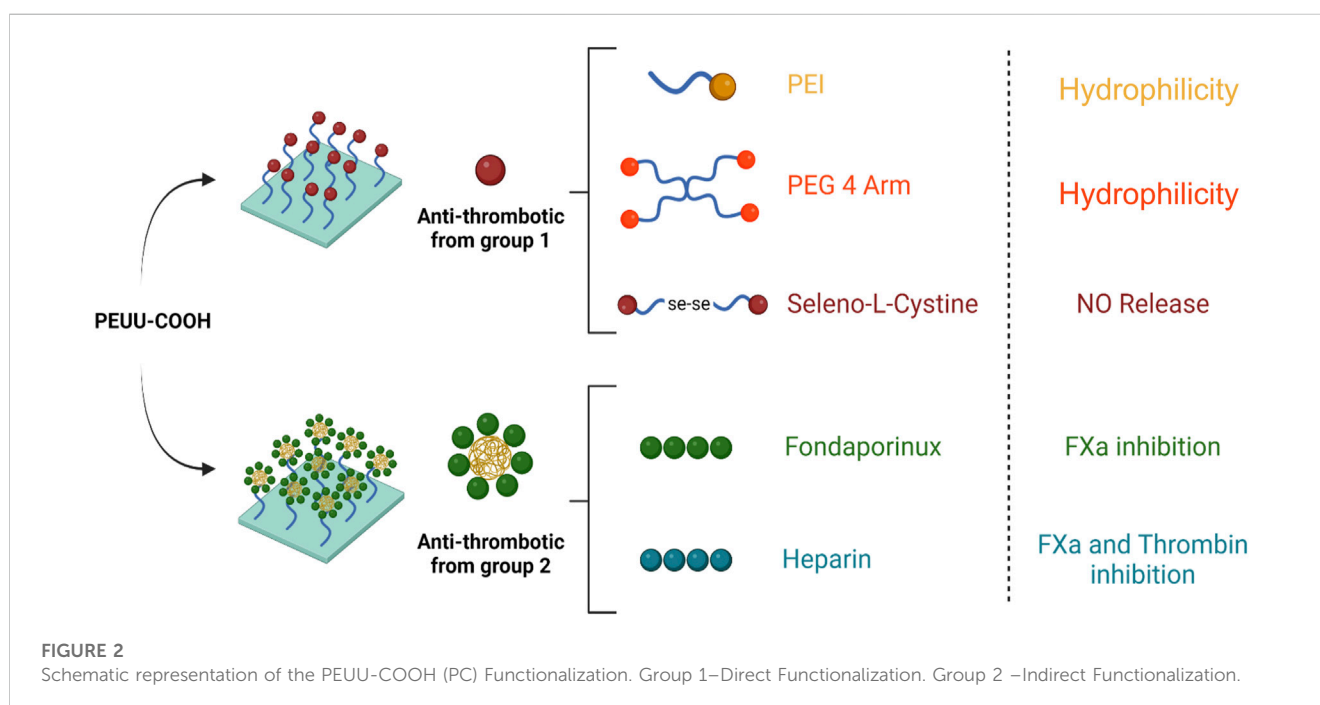 PEUU-COOH
Anti-thrombotic
from group 1
PEI
Hydrophilicity
PEG 4 Arm
Hydrophilicity
se-se
Seleno-L-Cystine
NO Release
Anti-thrombotic
from group 2
Fondaporinux
FXa inhibition
Heparin
FXa and Thrombin
inhibition
FIGURE 2
Schematic representation of the PEUU-COOH (PC) Functionalization. Group 1–Direct Functionalization. Group 2 –Indirect Functionalization.